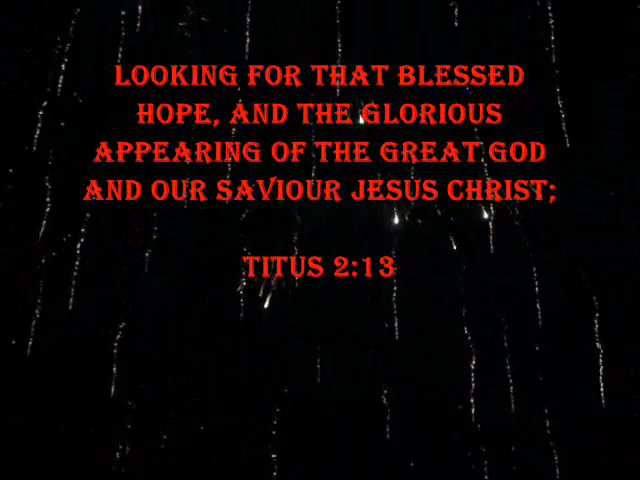 LOOKING FOR THAT BLESSED
HOPE, AND THE GLORIOUS
APPEARING OF THE GREAT GOD
AND OUR SAVIOUR JESUS CHRIST;
TITUS 2:13